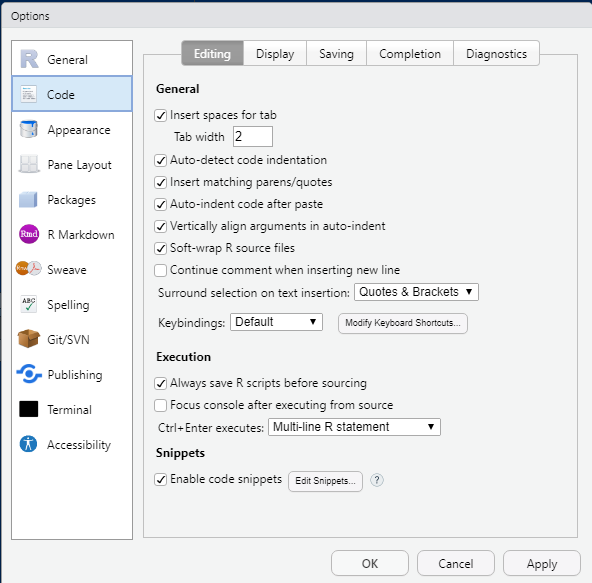 Options
R General
Code
Appearance
Pane Layout
Packages
Rmd R Markdown
Rnw Sweave
ABC Spelling
Git/SVN
Publishing
Terminal
Accessibility
Editing Display Saving Completion Diagnostics
General
Insert spaces for tab
Tab width 2
Auto-detect code indentation
Insert matching parens/quotes
Auto-indent code after paste
Vertically align arguments in auto-indent
Soft-wrap R source files
Continue comment when inserting new line
Surround selection on text insertion: Quotes & Brackets
Keybindings: Default Modify Keyboard Shortcuts...
Execution
Always save R scripts before sourcing
Focus console after executing from source
Ctrl+Enter executes: Multi-line R statement
Snippets
Enable code snippets Edit Snippets... ?
OK Cancel Apply